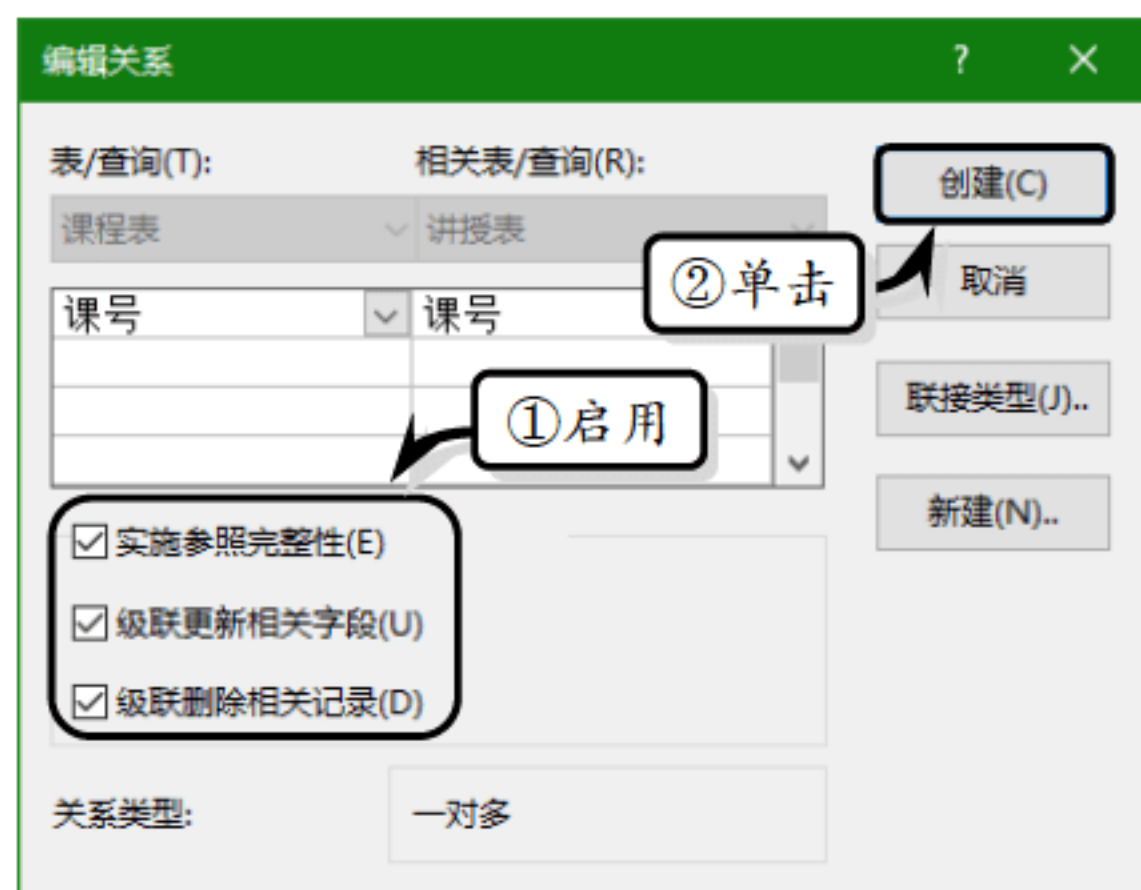 编辑关系
? ×
表/查询(T): 相关表/查询(R):
创建(C)
课程表 讲授表
②单击
取消
课号 课号
联接类型(J)..
①启用
新建(N)..
实施参照完整性(E)
级联更新相关字段(U)
级联删除相关记录(D)
关系类型: 一对多